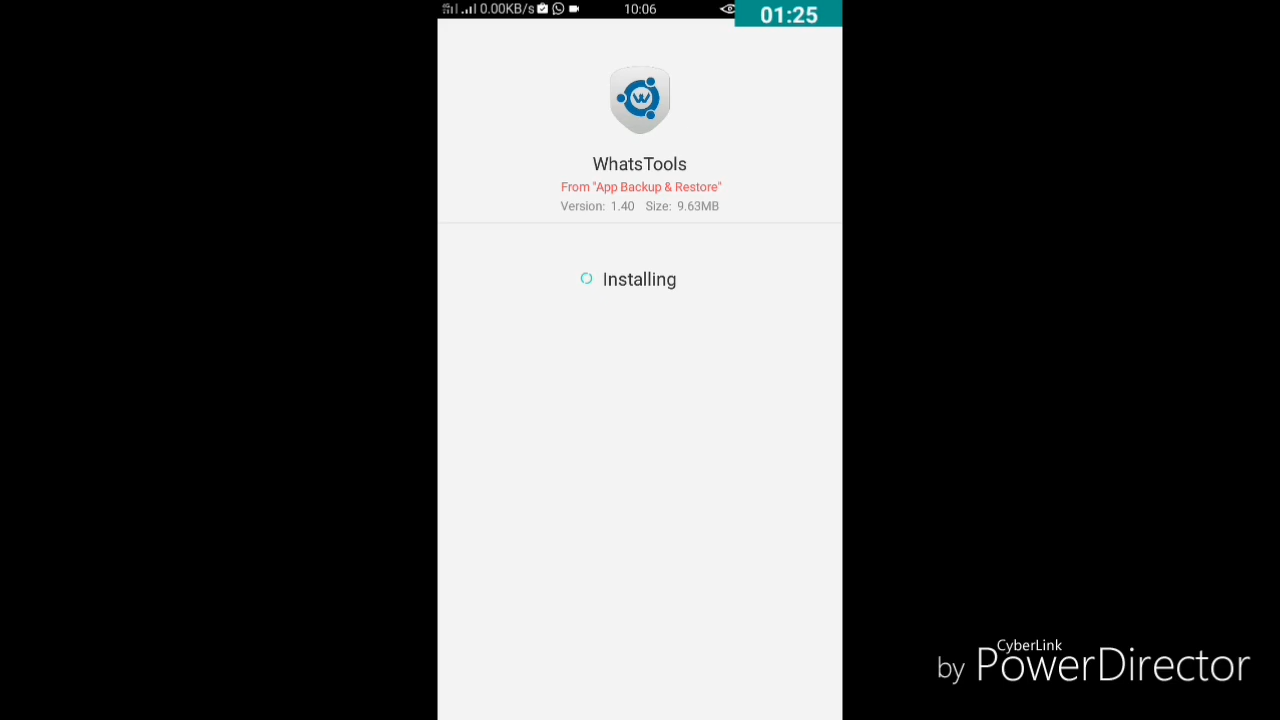 0.00KB/s 10:06 01:25
W
WhatsTools
From "App Backup & Restore"
Version: 1.40 Size: 9.63MB
Installing
CyberLink
by PowerDirector